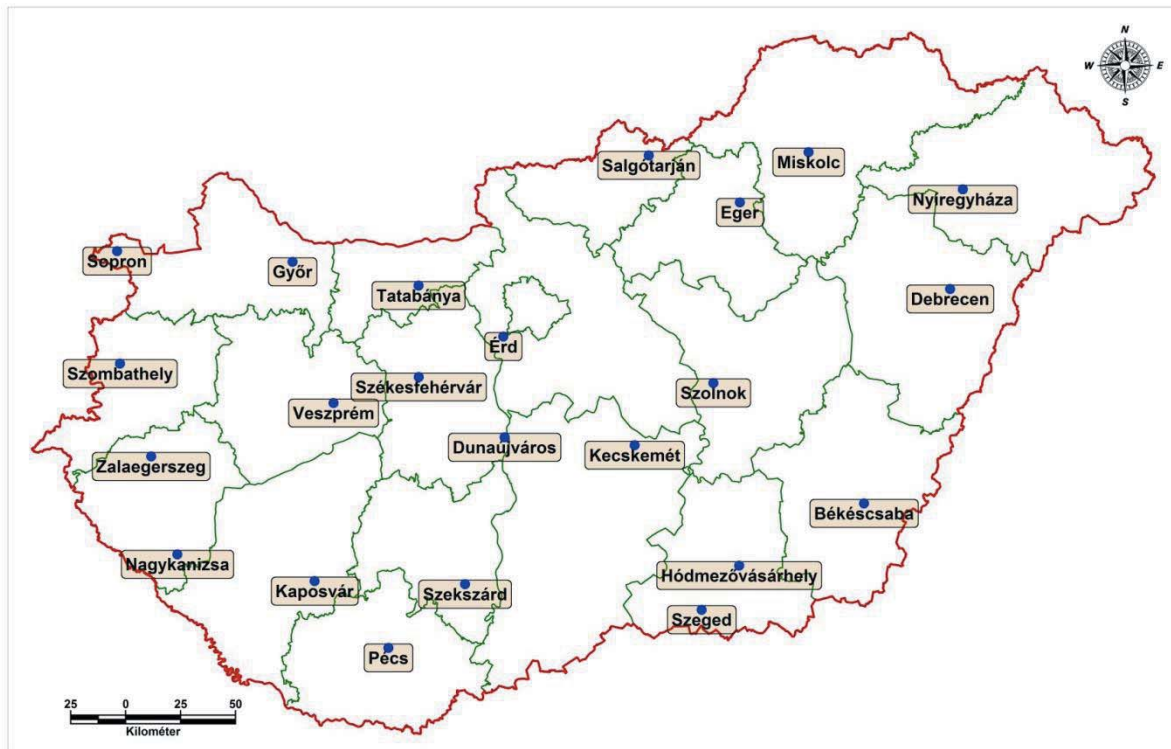 N
W E
S
Salgótarján
Miskolc
Eger
Nyíregyháza
Sopron
Győr
Tatabánya
Debrecen
Érd
Szombathely
Székesfehérvár
Szolnok
Veszprém
Dunaújváros
Kecskemét
Zalaegerszeg
Békéscsaba
Nagykanizsa
Hódmezővásárhely
Kaposvár
Szekszárd
Szeged
Pécs
25 0 25 50
Kilométer